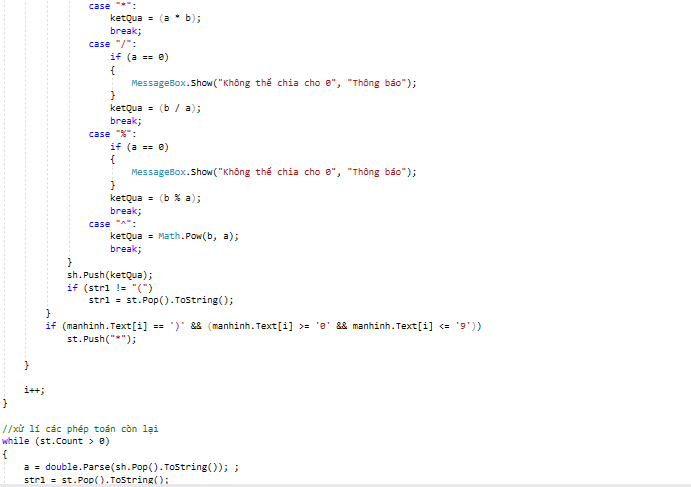 case "*":
ketQua = (a * b);
break;
case "/":
if (a == 0)
{
MessageBox.Show("Không thể chia cho 0", "Thông báo");
}
ketQua = (b / a);
break;
case "%":
if (a == 0)
{
MessageBox.Show("Không thể chia cho 0", "Thông báo");
}
ketQua = (b % a);
break;
case "^":
ketQua = Math.Pow(b, a);
break;
}
sh.Push(ketQua);
if (str1 != "(")
str1 = st.Pop().ToString();
}
if (manhinh.Text[i] == ')' && (manhinh.Text[i] >= '0' && manhinh.Text[i] <= '9'))
st.Push("*");
}
i++;
}
//xử lí các phép toán còn lại
while (st.Count > 0)
{
a = double.Parse(sh.Pop().ToString()); ;
str1 = st.Pop().ToString();